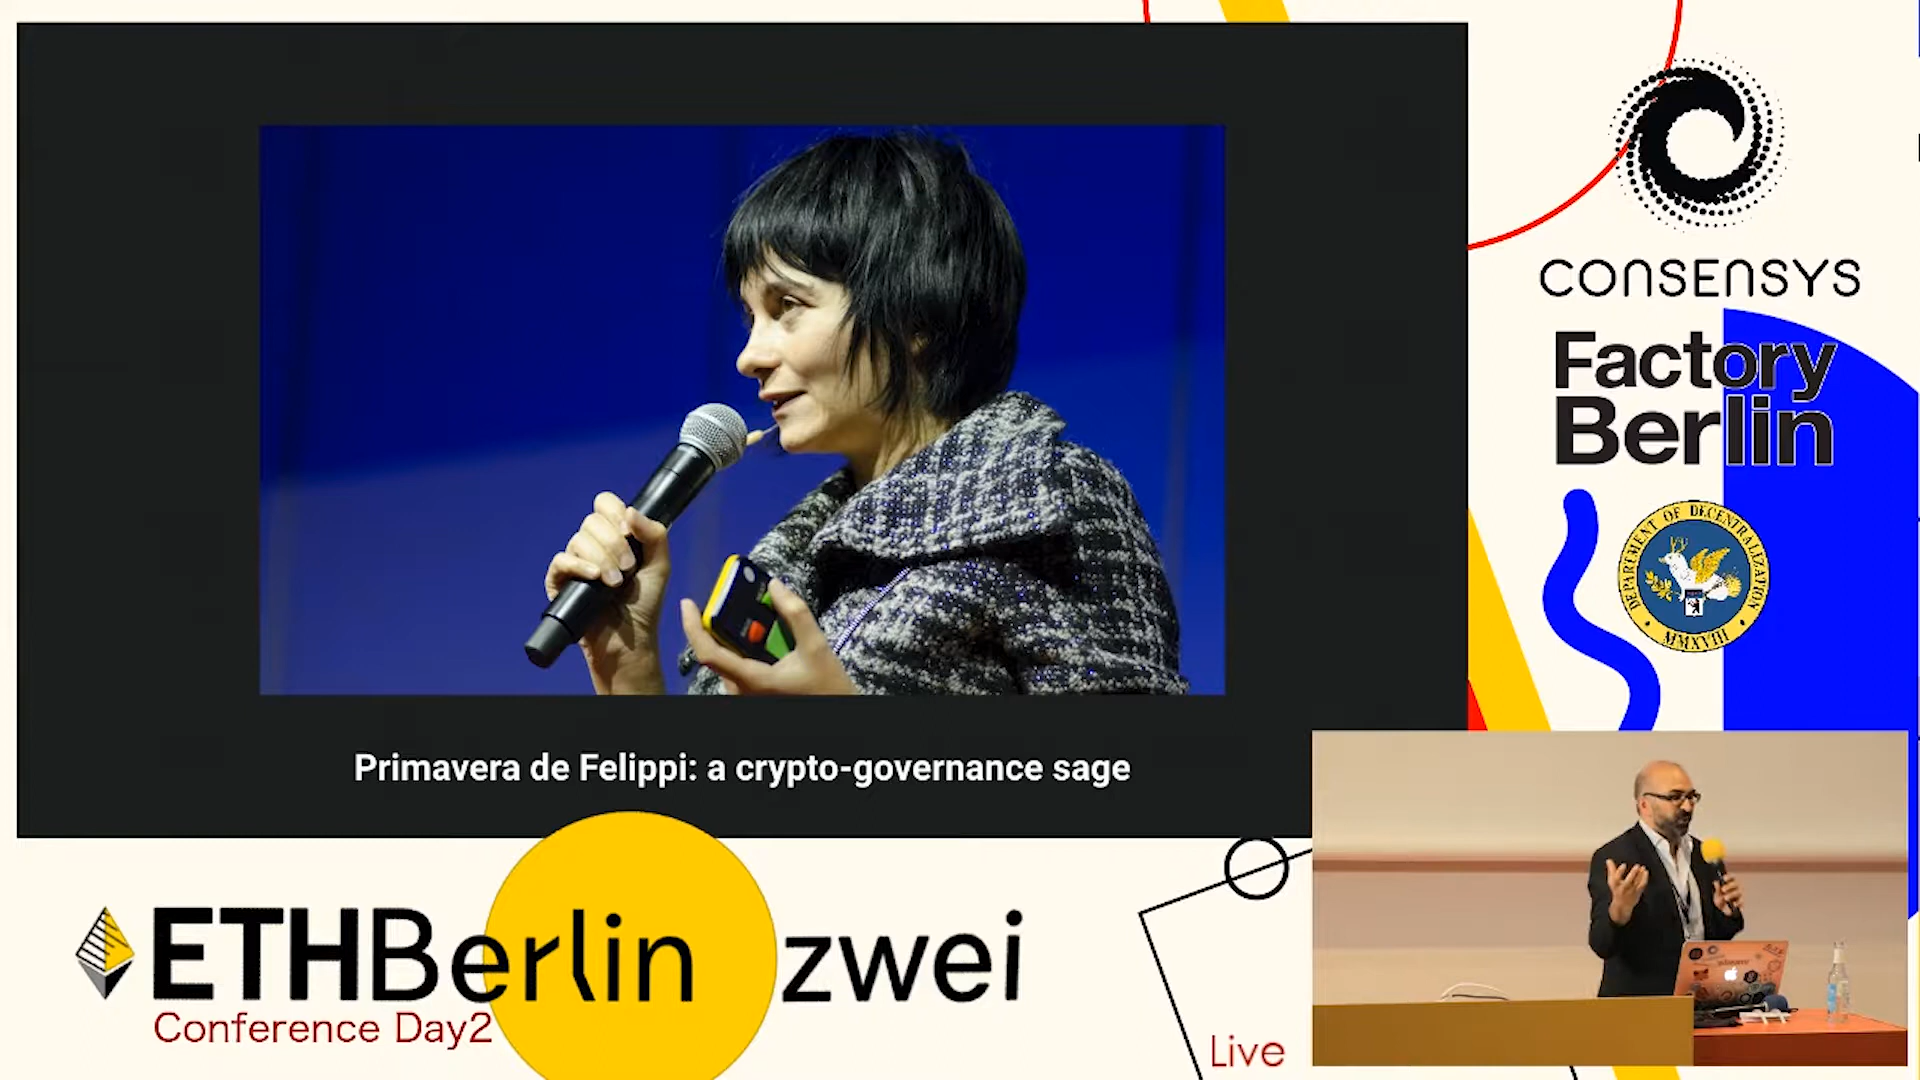 Primavera de Felippi: a crypto-governance sage
CONSENSYS
Factory
Berlin
DEPARTMENT OF DECENTRALIZATION
MMXVIII
ETHBerlin zwei
Conference Day2
Live